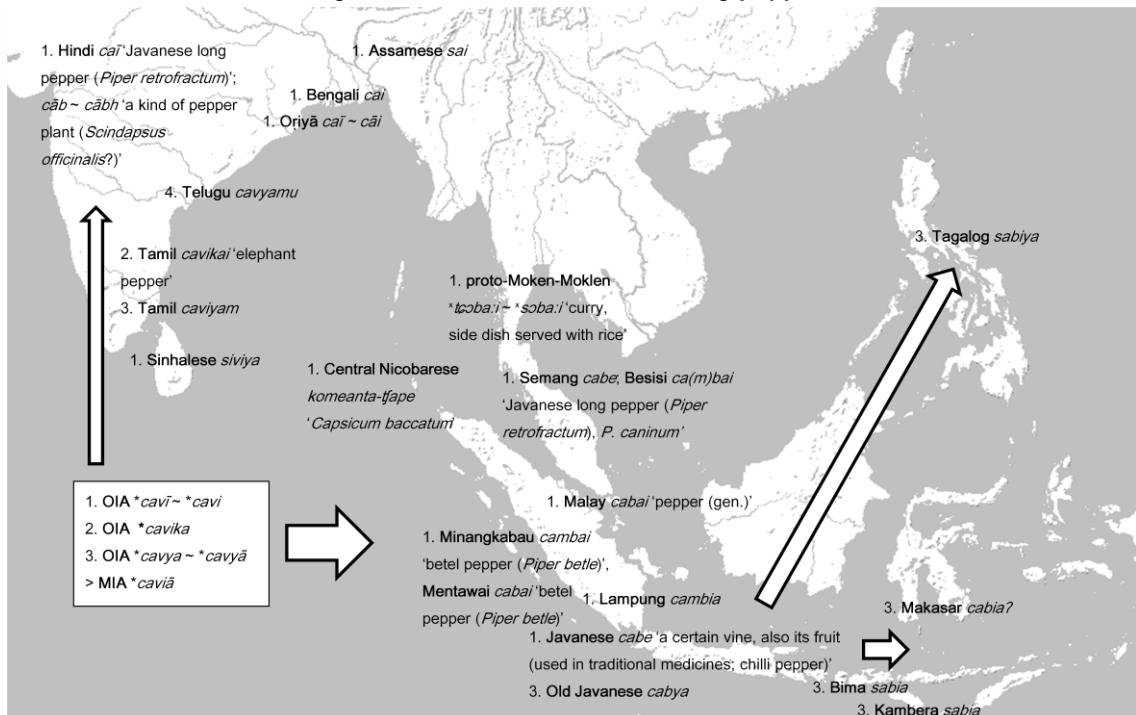 1. Hindi caī 'Javanese long
pepper (Piper retrofractum)';
cāb ~ cābh 'a kind of pepper
plant (Scindapsus
officinalis?)'
1. Assamese sai
1. Bengali cai
1. Oṛiyā caī ~ cāi
4. Telugu cavyamu
2. Tamil cavikai 'elephant
pepper'
3. Tamil caviyam
1. Sinhalese siviya
1. Central Nicobarese
komeanta-ʧape
'Capsicum baccatum'
1. proto-Moken-Moklen
*tɕɔba:i ~ *sɔba:i 'curry,
side dish served with rice'
1. Semang cabe; Besisi ca(m)bai
'Javanese long pepper (Piper
retrofractum), P. caninum'
3. Tagalog sabiya
1. OIA *cavī ~ *cavi
2. OIA *cavika
3. OIA *cavya ~ *cavyā
> MIA *caviā
1. Malay cabai 'pepper (gen.)'
1. Minangkabau cambai
'betel pepper (Piper betle)',
Mentawai cabai 'betel
pepper (Piper betle)'
1. Lampung cambia
1. Javanese cabe 'a certain vine, also its fruit
(used in traditional medicines; chilli pepper)'
3. Old Javanese cabya
3. Makasar cabia?
3. Bima sabia
3. Kambera sabia